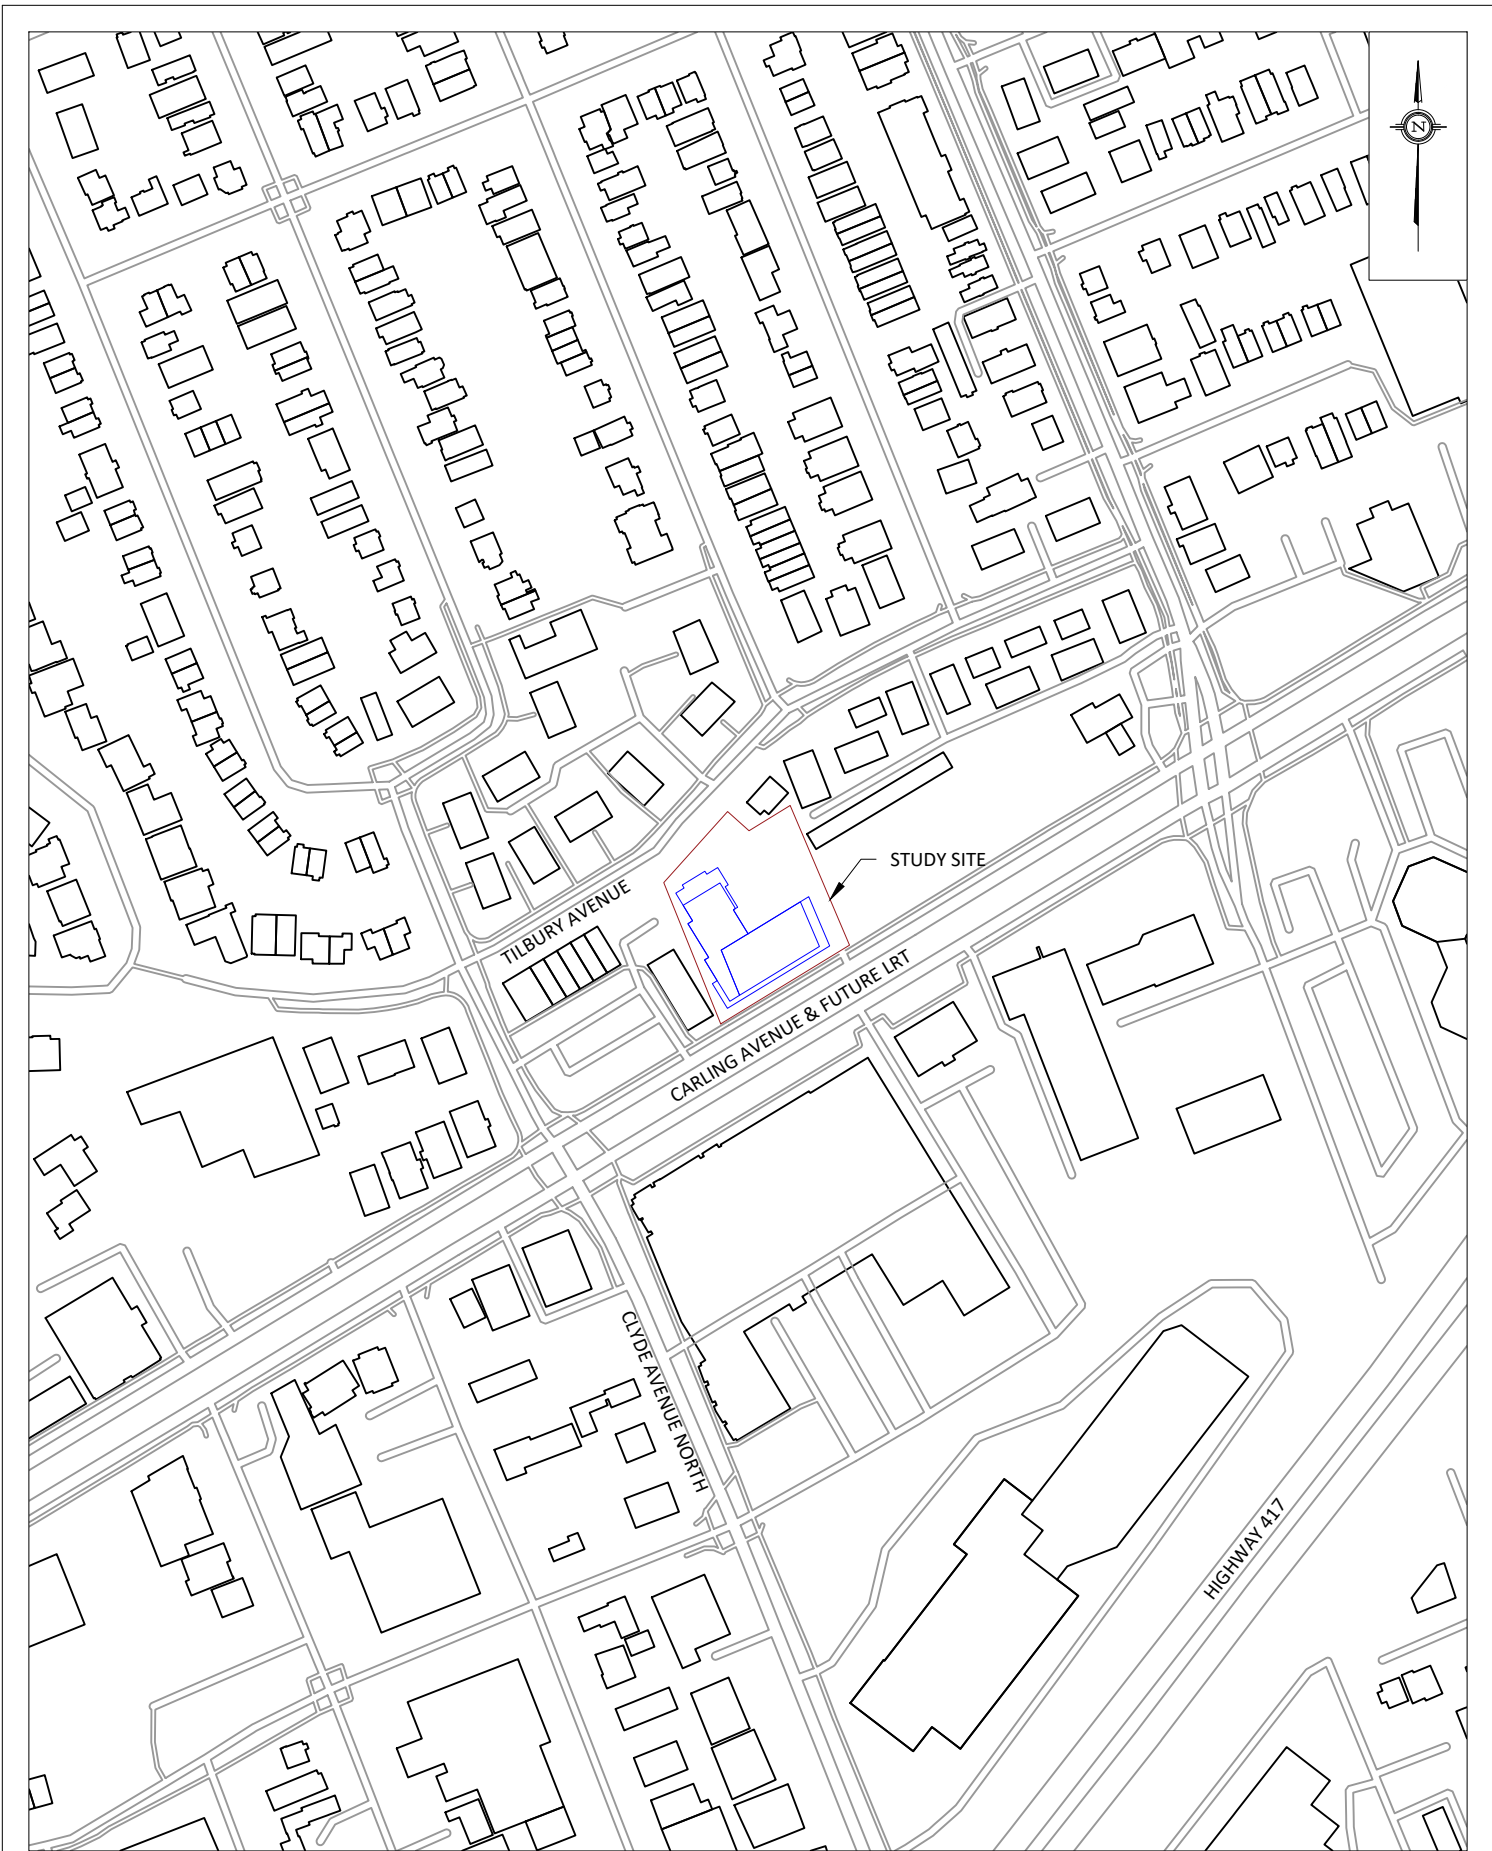 N
STUDY SITE
TILBURY AVENUE
CARLING AVENUE & FUTURE LRT
CLYDE AVENUE NORTH
HIGHWAY 417